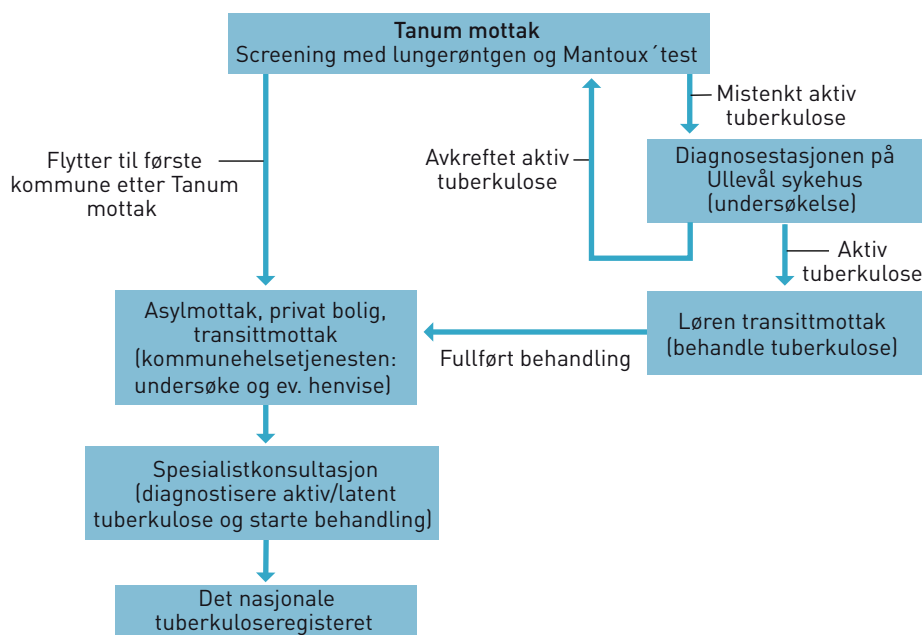 Tanum mottak
Screening med lungerøntgen og Mantoux´test
Mistenkt aktiv
tuberkulose
Flytter til første
kommune etter Tanum
mottak
Avkreftet aktiv
tuberkulose
Diagnosestasjonen på
Ullevål sykehus
(undersøkelse)
Aktiv
tuberkulose
Asylmottak, privat bolig,
transittmottak
(kommunehelsetjenesten:
undersøke og ev. henvise)
Løren transittmottak
(behandle tuberkulose)
Fullført behandling
Spesialistkonsultasjon
(diagnostisere aktiv/latent
tuberkulose og starte behandling)
Det nasjonale
tuberkuloseregisteret